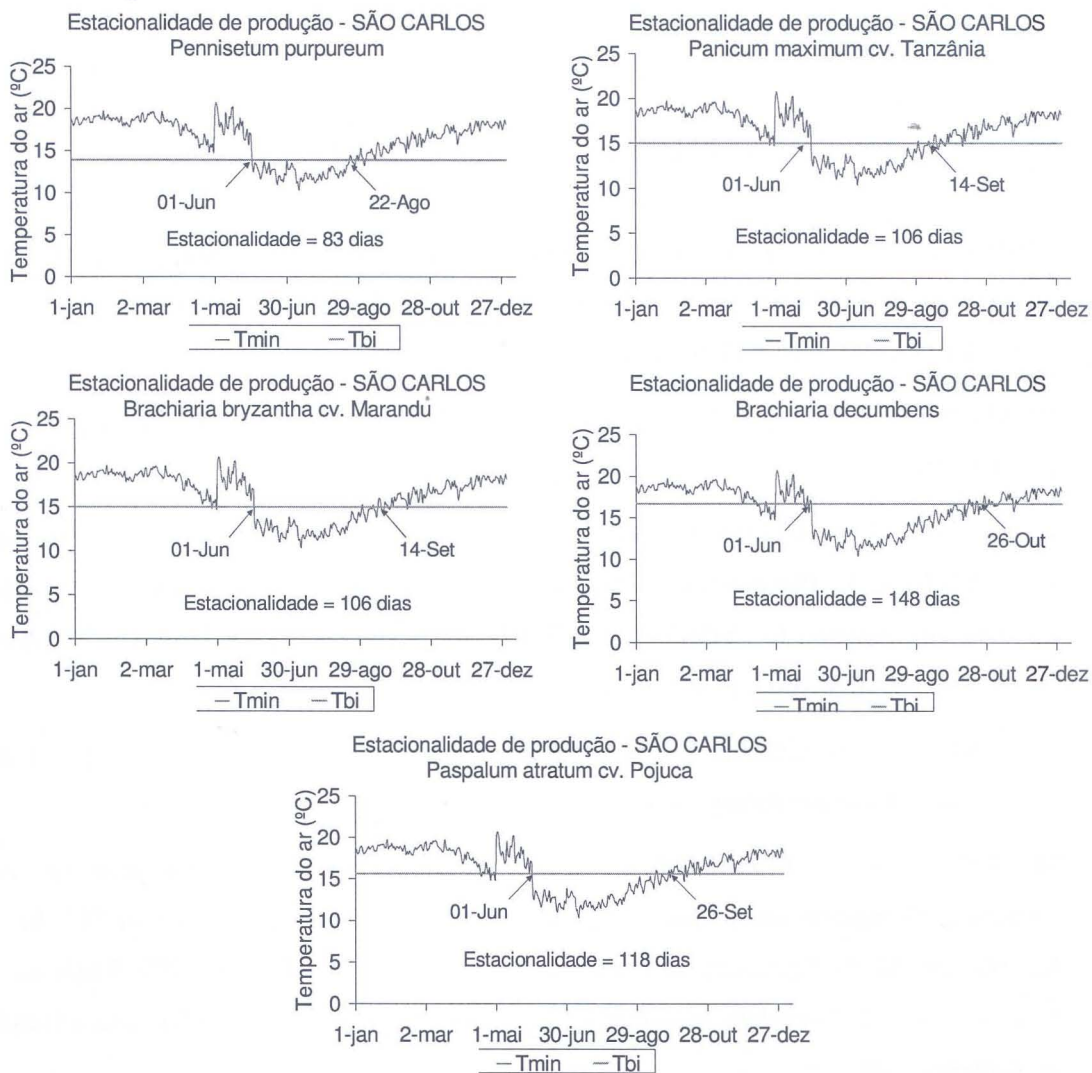 Estacionalidade de produção - SÃO CARLOS
Pennisetum purpureum
Temperatura do ar (ºC)
25
20
15
10
5
0
01-Jun
22-Ago
Estacionalidade = 83 dias
1-jan 2-mar 1-mai 30-jun 29-ago 28-out 27-dez
Tmin Tbi
Estacionalidade de produção - SÃO CARLOS
Panicum maximum cv. Tanzânia
Temperatura do ar (ºC)
25
20
15
10
5
0
01-Jun
14-Set
Estacionalidade = 106 dias
1-jan 2-mar 1-mai 30-jun 29-ago 28-out 27-dez
Tmin Tbi
Estacionalidade de produção - SÃO CARLOS
Brachiaria bryzantha cv. Marandu
Temperatura do ar (ºC)
25
20
15
10
5
0
01-Jun
14-Set
Estacionalidade = 106 dias
1-jan 2-mar 1-mai 30-jun 29-ago 28-out 27-dez
Tmin Tbi
Estacionalidade de produção - SÃO CARLOS
Brachiaria decumbens
Temperatura do ar (ºC)
25
20
15
10
5
0
01-Jun
26-Out
Estacionalidade = 148 dias
1-jan 2-mar 1-mai 30-jun 29-ago 28-out 27-dez
Tmin Tbi
Estacionalidade de produção - SÃO CARLOS
Paspalum atratum cv. Pojuca
Temperatura do ar (ºC)
25
20
15
10
5
0
01-Jun
26-Set
Estacionalidade = 118 dias
1-jan 2-mar 1-mai 30-jun 29-ago 28-out 27-dez
Tmin Tbi